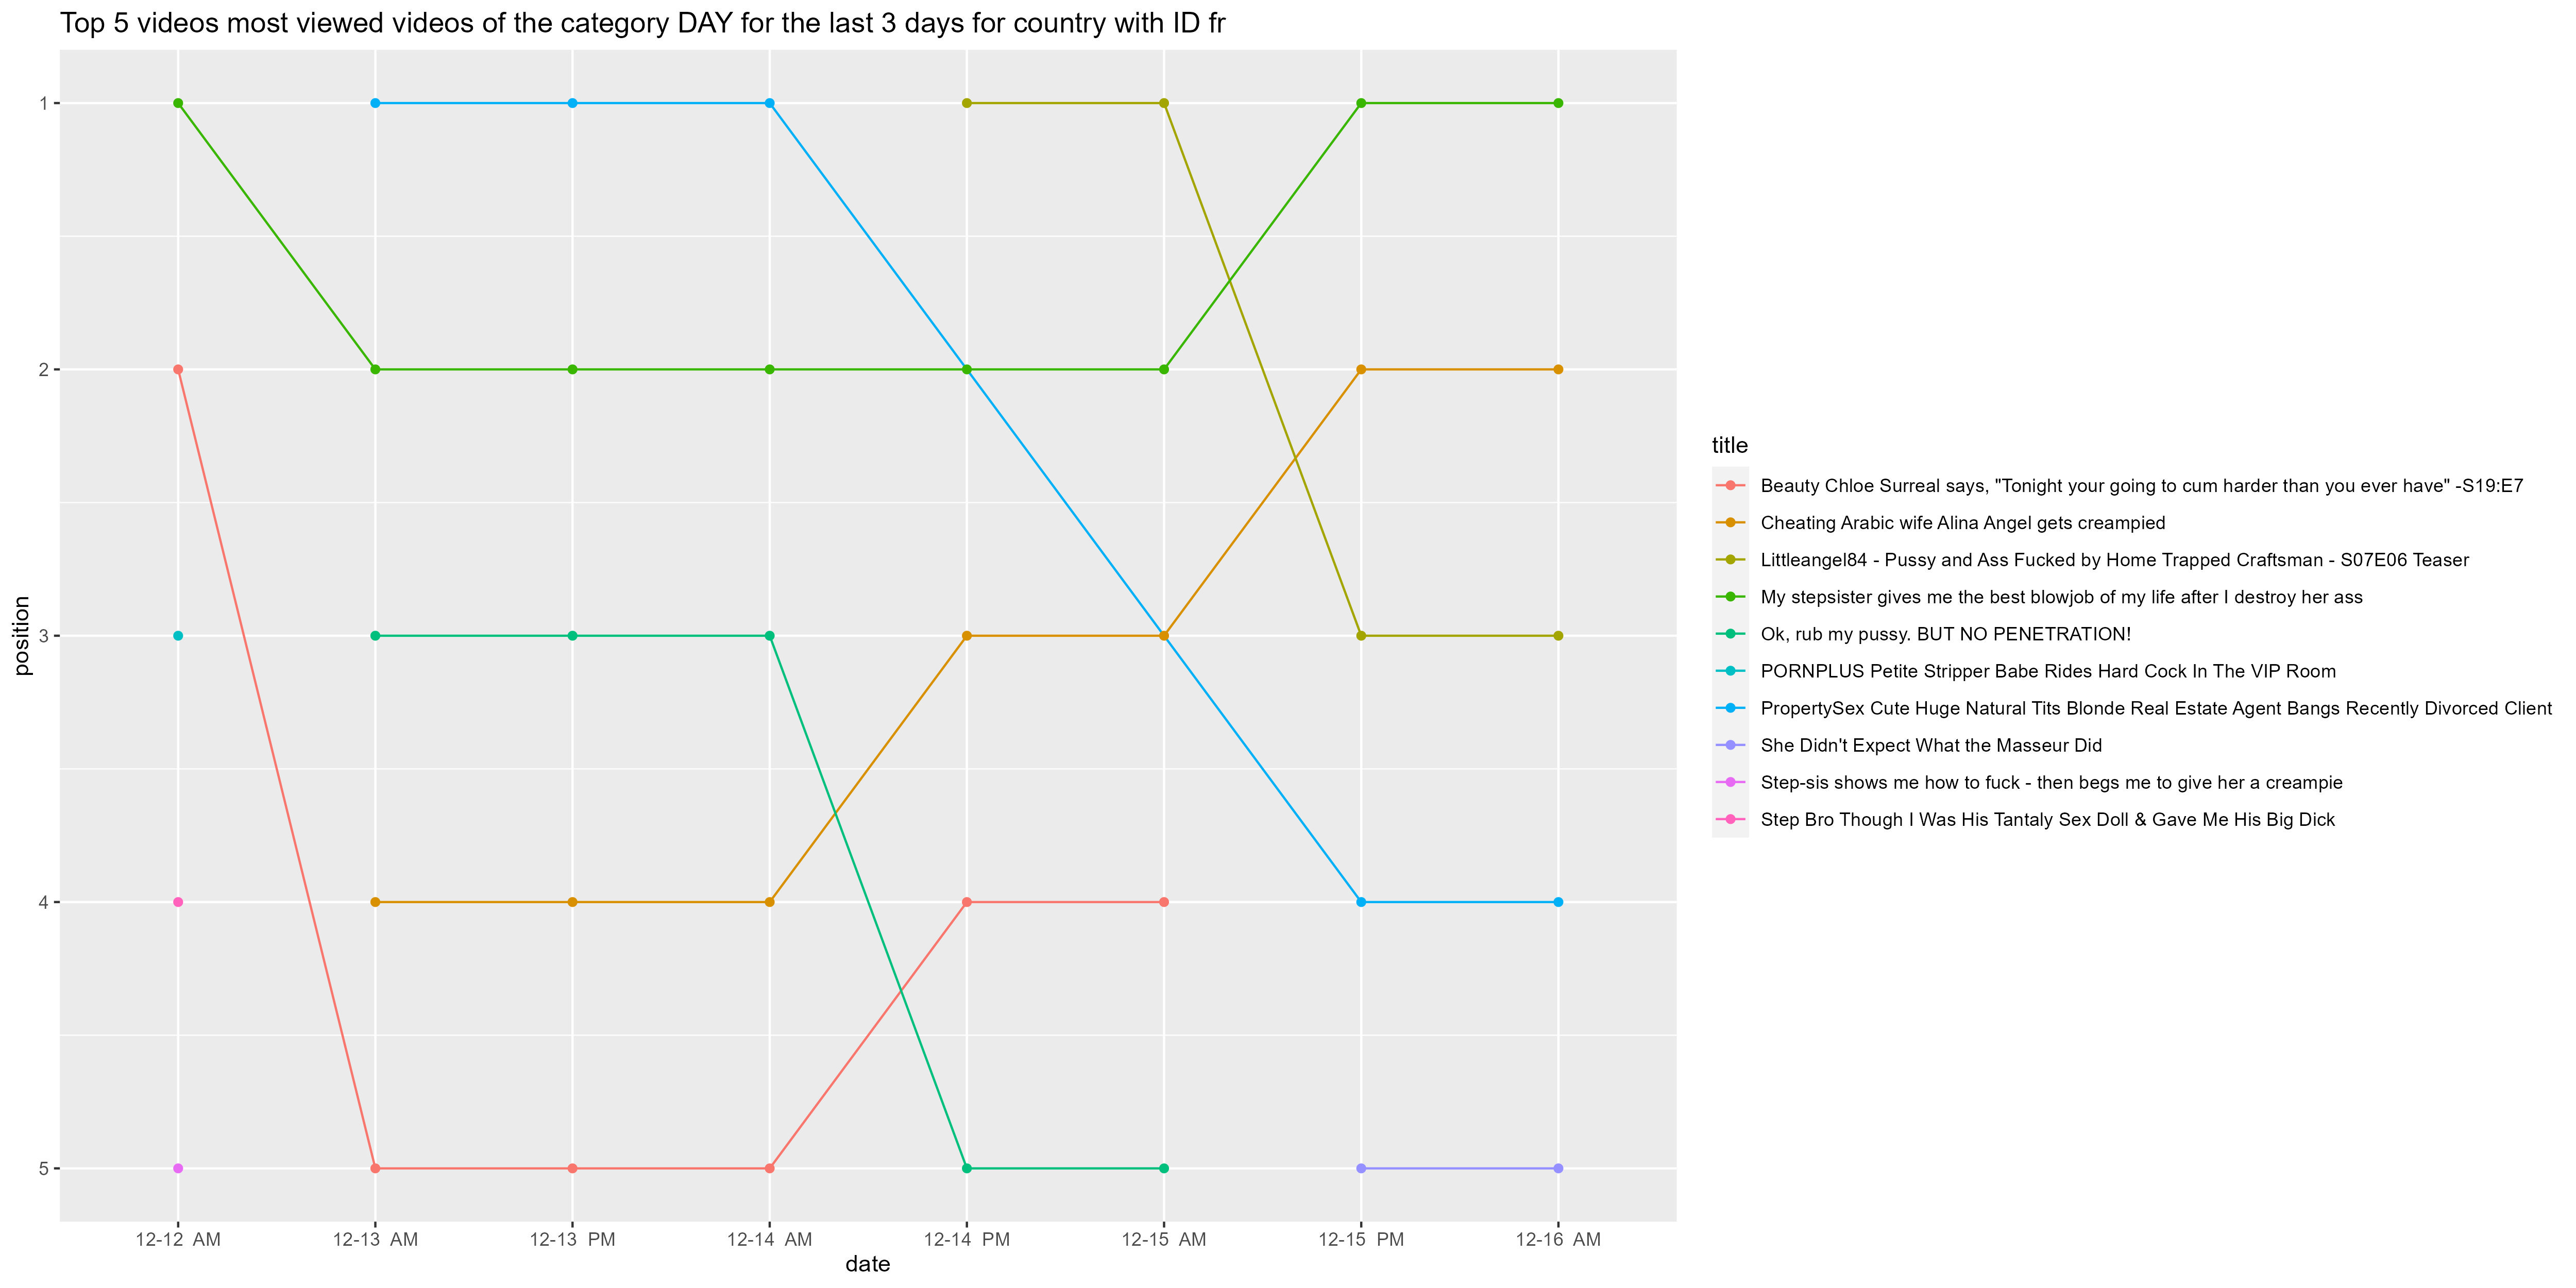 Top 5 videos most viewed videos of the category DAY for the last 3 days for country with ID fr
position
1
2
3
4
5
12-12 AM
12-13 AM
12-13 PM
12-14 AM
12-14 PM
12-15 AM
12-15 PM
12-16 AM
date
title
Beauty Chloe Surreal says, "Tonight your going to cum harder than you ever have" -S19:E7
Cheating Arabic wife Alina Angel gets creampied
Littleangel84 - Pussy and Ass Fucked by Home Trapped Craftsman - S07E06 Teaser
My stepsister gives me the best blowjob of my life after I destroy her ass
Ok, rub my pussy. BUT NO PENETRATION!
PORNPLUS Petite Stripper Babe Rides Hard Cock In The VIP Room
PropertySex Cute Huge Natural Tits Blonde Real Estate Agent Bangs Recently Divorced Client
She Didn't Expect What the Masseur Did
Step-sis shows me how to fuck - then begs me to give her a creampie
Step Bro Though I Was His Tantaly Sex Doll & Gave Me His Big Dick